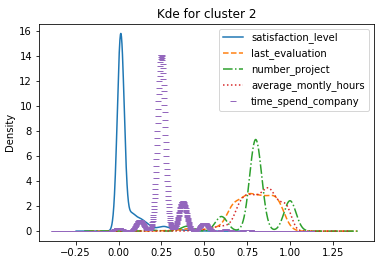 Kde for cluster 2
16
14
12
10
8
6
4
2
0
Density
satisfaction_level
last_evaluation
number_project
average_montly_hours
time_spend_company
−0.25 0.00 0.25 0.50 0.75 1.00 1.25